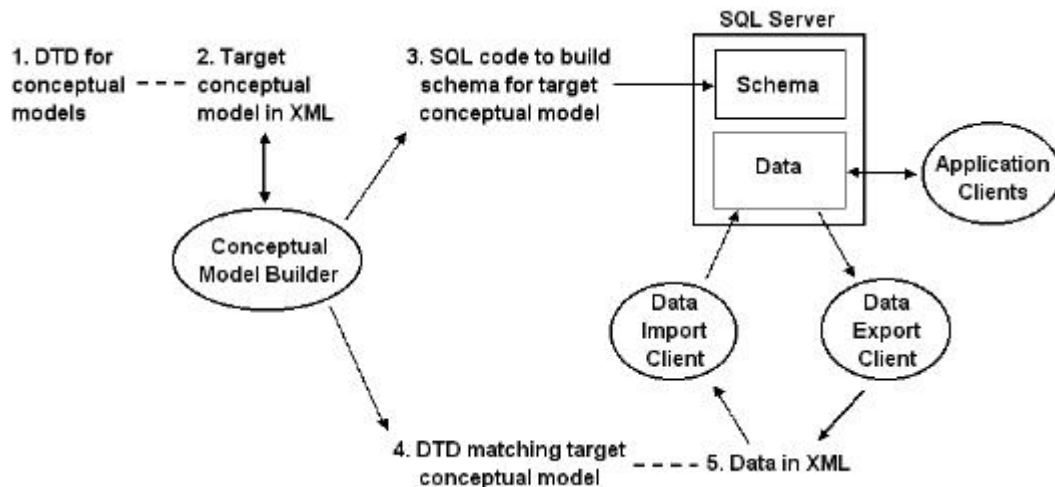 SQL Server
1. DTD for
conceptual
models
2. Target
conceptual
model in XML
3. SQL code to build
schema for target
conceptual model
Schema
Data
Application
Clients
Conceptual
Model Builder
Data
Import
Client
Data
Export
Client
4. DTD matching target
conceptual model
5. Data in XML